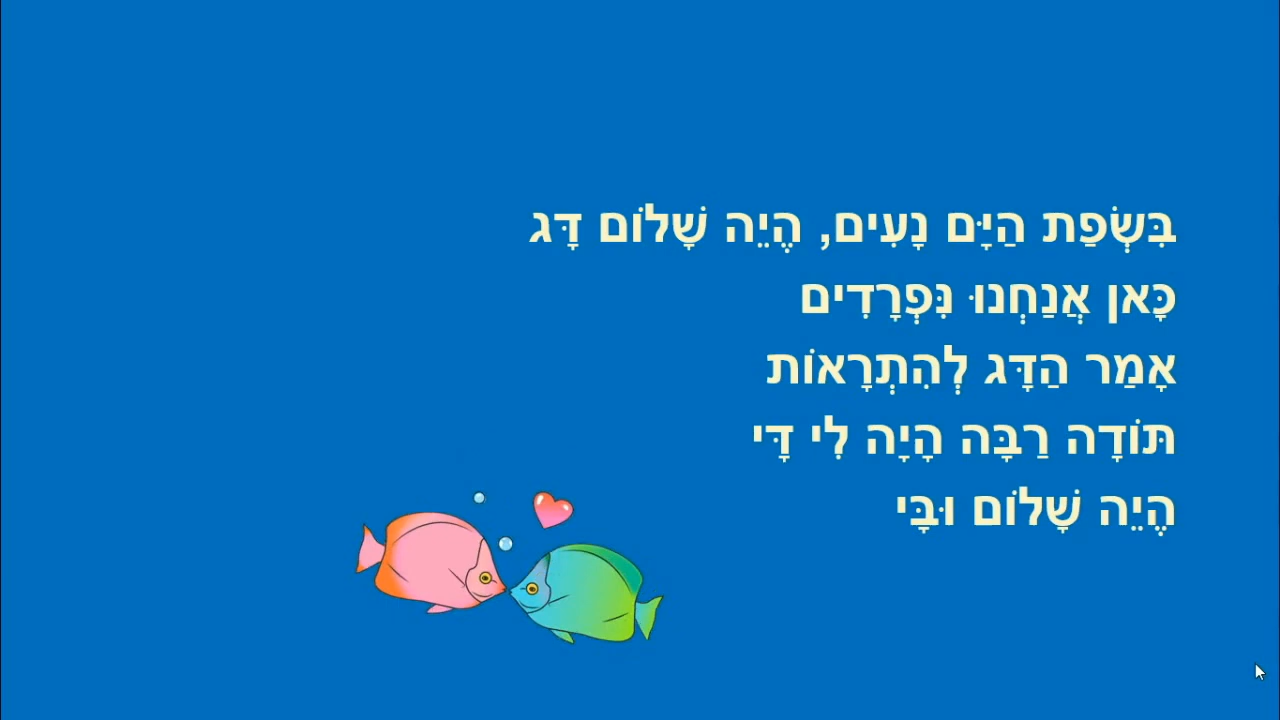 בִּשְׂפַת הַיָּם נָעִים, הֱיֵה שָׁלוֹם דָּג
כָּאן אֲנַחְנוּ נִּפְרָדִים
אָמַר הַדָּג לְהִתְרָאוֹת
תּוֹדָה רַבָּה הָיָה לִי דָּי
הֱיֵה שָׁלוֹם וּבָּי